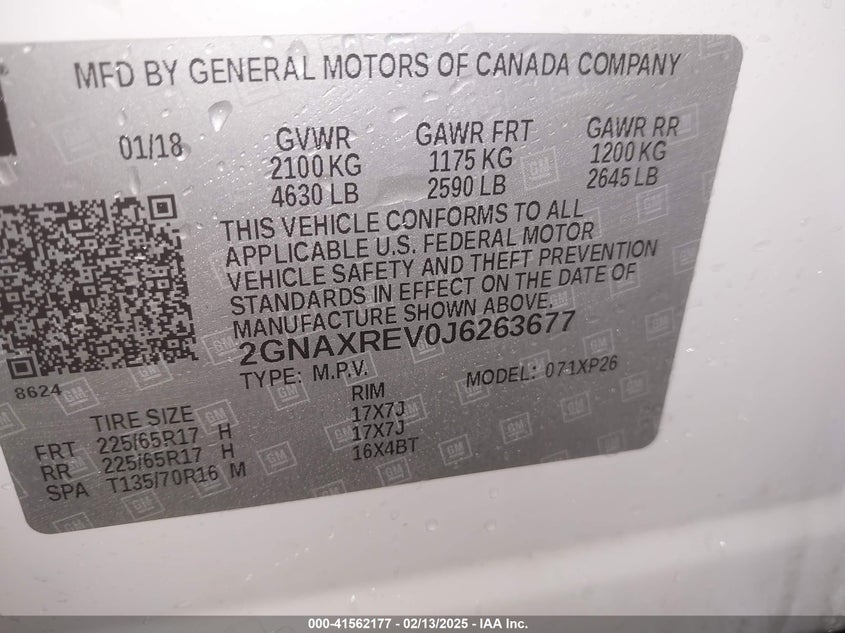 MFD BY GENERAL MOTORS OF CANADA COMPANY
01/18 GVWR GAWR FRT GAWR RR
2100 KG 1175 KG 1200 KG
4630 LB 2590 LB 2645 LB
THIS VEHICLE CONFORMS TO ALL
APPLICABLE U.S. FEDERAL MOTOR
VEHICLE SAFETY AND THEFT PREVENTION
STANDARDS IN EFFECT ON THE DATE OF
MANUFACTURE SHOWN ABOVE.
2GNAXREV0J6263677
8624
TYPE: M.P.V. MODEL: 071XP26
TIRE SIZE RIM
FRT 225/65R17 H 17X7J
RR 225/65R17 H 17X7J
SPA T135/70R16 M 16X4BT
GM
000-41562177 - 02/13/2025 - IAA Inc.